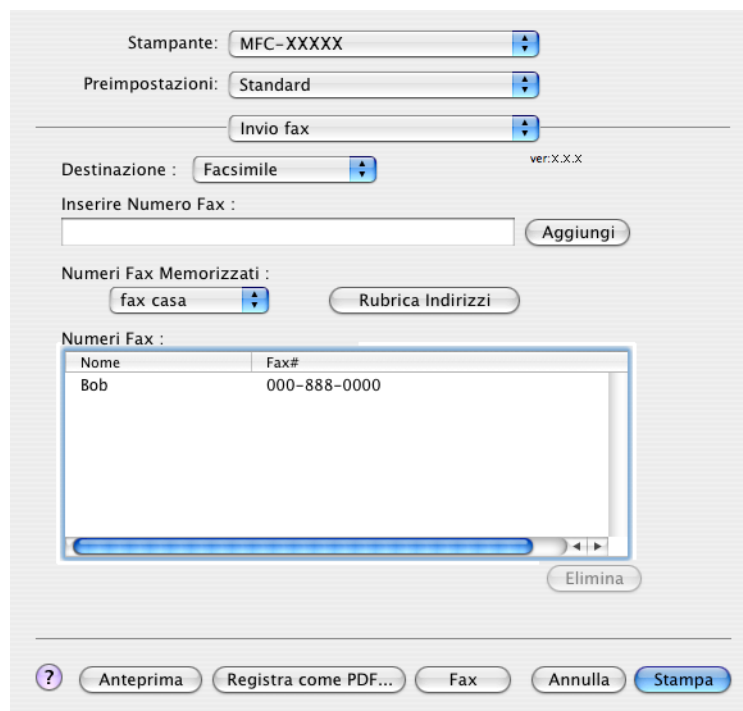 Stampante: MFC-XXXXX
Preimpostazioni: Standard
Invio fax
ver:X.X.X
Destinazione : Facsimile
Inserire Numero Fax :
Aggiungi
Numeri Fax Memorizzati :
fax casa Rubrica Indirizzi
Numeri Fax :
Nome Fax#
Bob 000-888-0000
Elimina
? Anteprima Registra come PDF... Fax Annulla Stampa